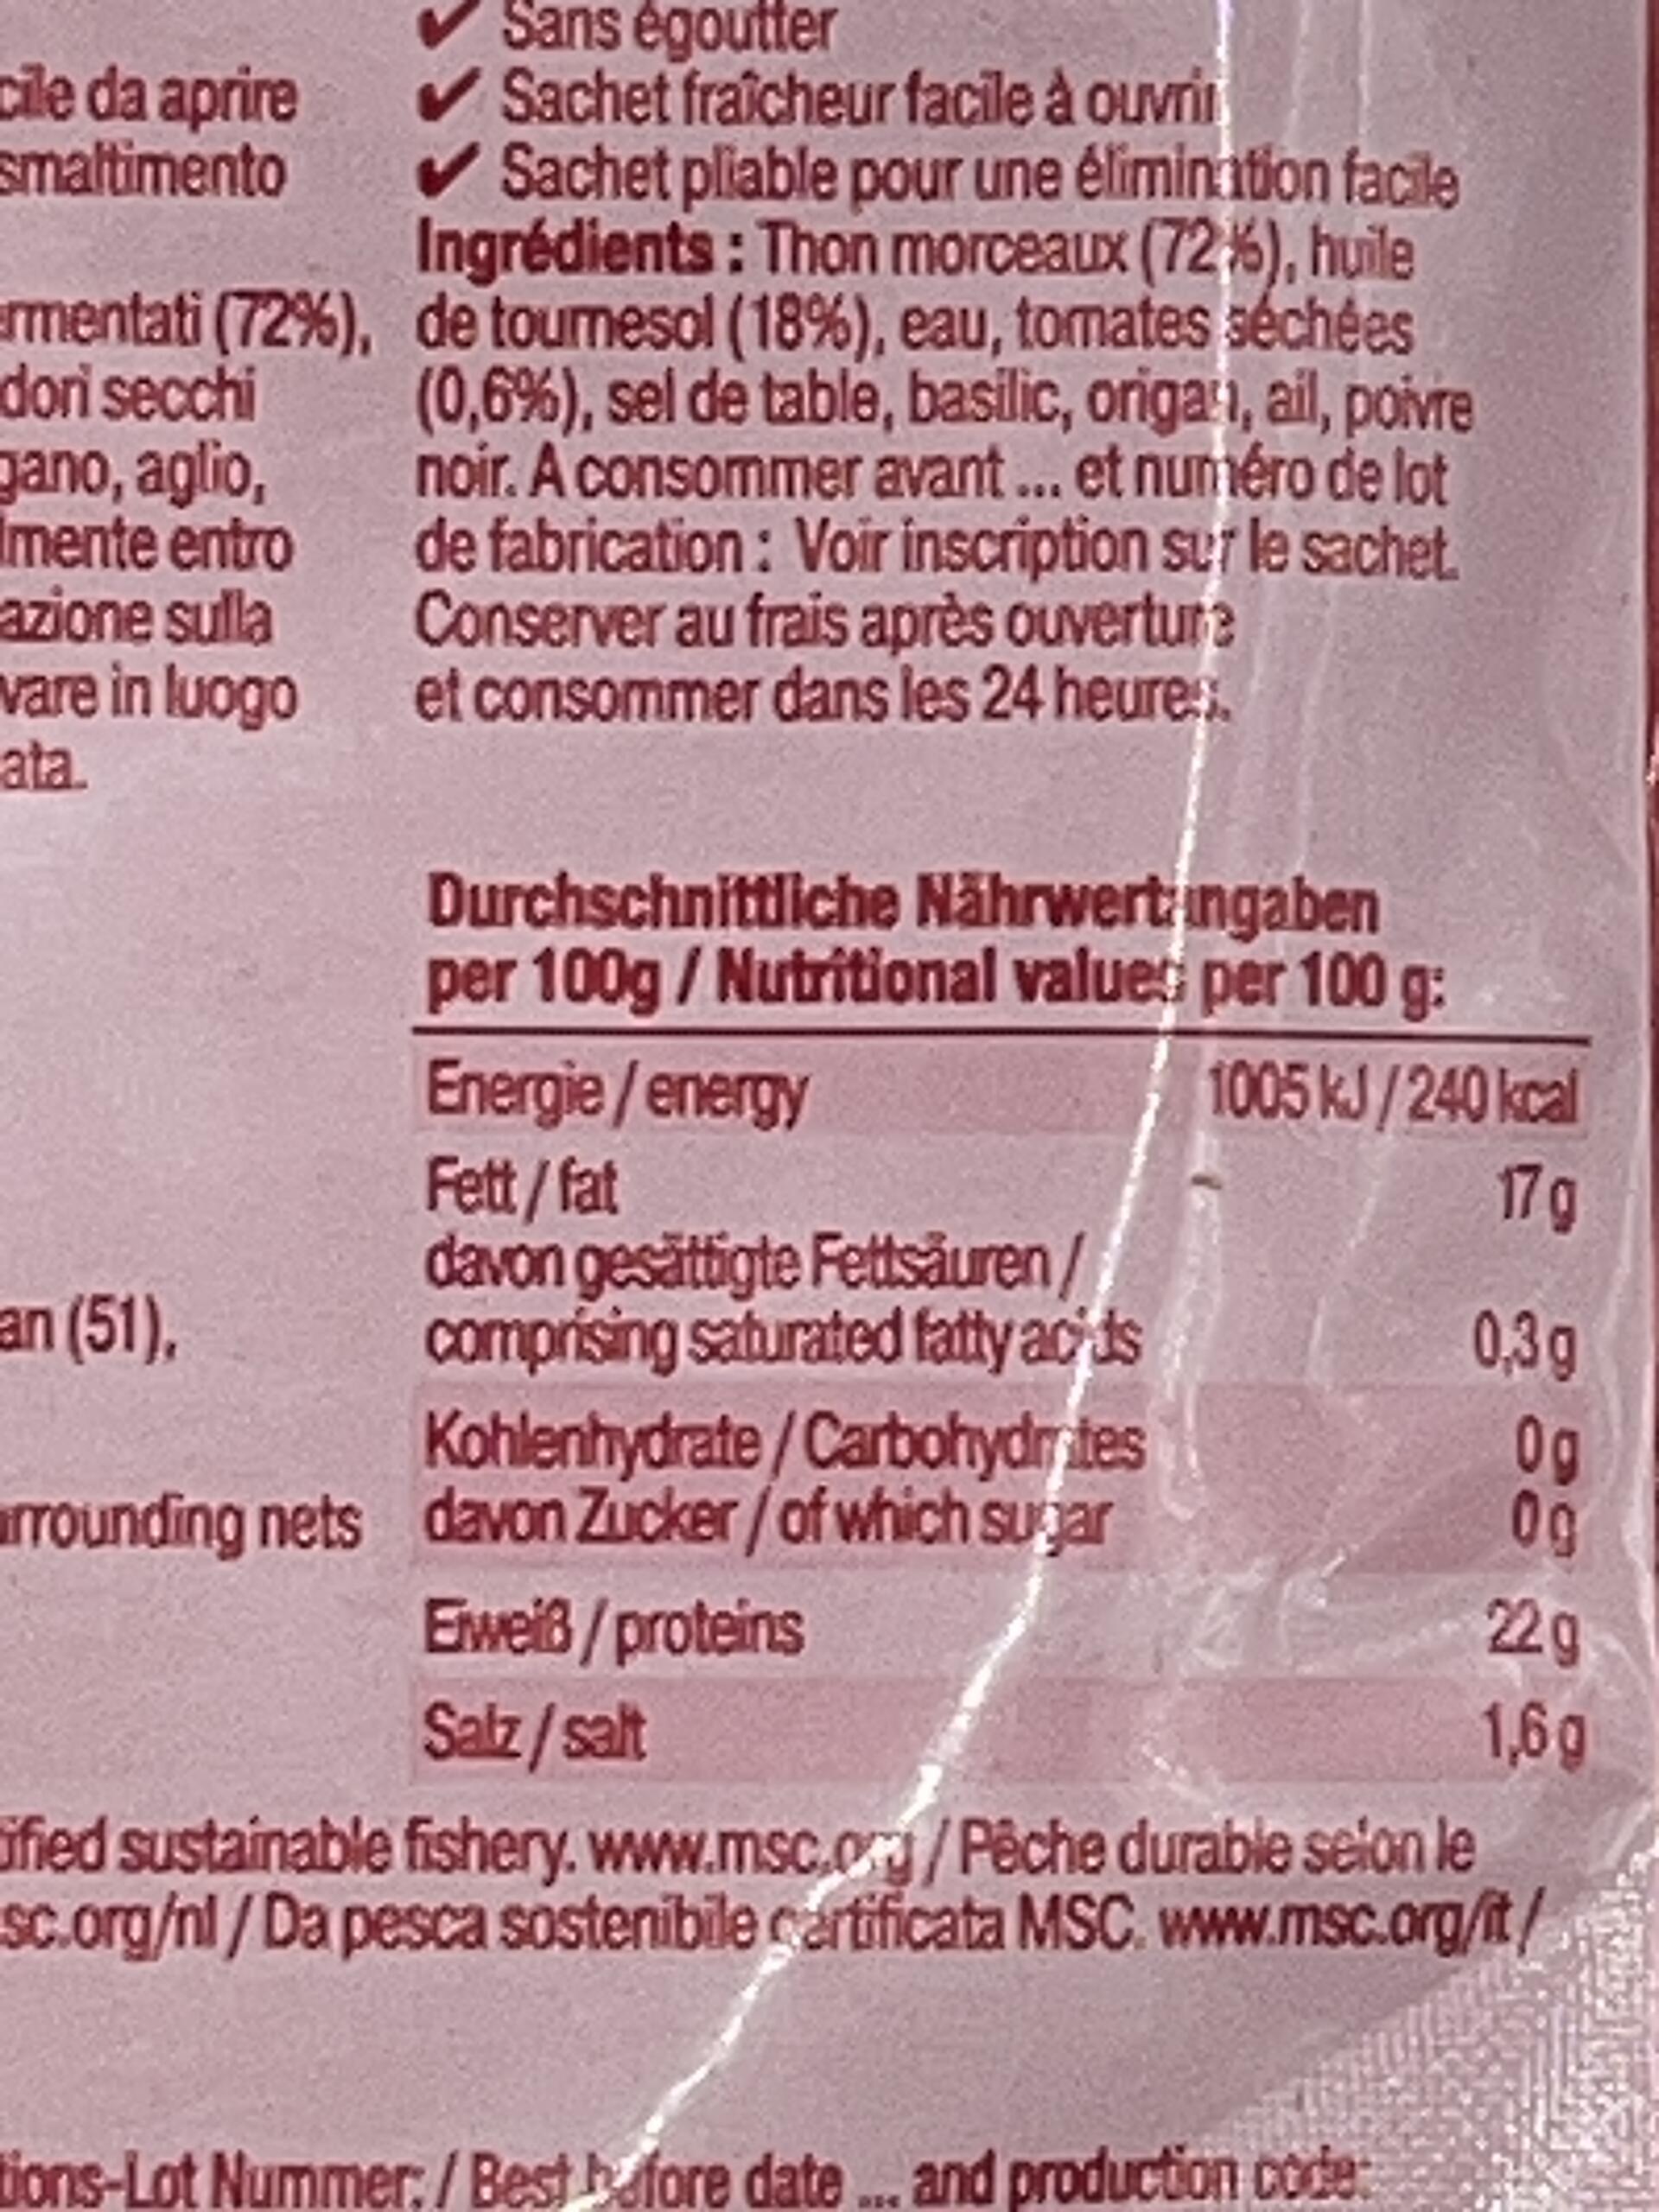 ✔ Sans égoutter
cile da aprire
✔ Sachet fraîcheur facile à ouvrir
smaltimento
✔ Sachet pliable pour une élimination facile
Ingrédients : Thon morceaux (72%), huile
rmentati (72%),
de tournesol (18%), eau, tomates séchées
dori secchi
(0,6%), sel de table, basilic, origan, ail, poivre
gano, aglio,
noir. A consommer avant ... et numéro de lot
lmente entro
de fabrication : Voir inscription sur le sachet.
azione sulla
Conserver au frais après ouverture
vare in luogo
et consommer dans les 24 heures.
ata.
Durchschnittliche Nährwertangaben
per 100g / Nutritional values per 100 g:
Energie / energy 1005 kJ / 240 kcal
Fett / fat 17 g
davon gesättigte Fettsäuren /
an (51),
comprising saturated fatty acids 0,3 g
Kohlenhydrate / Carbohydrates 0 g
urrounding nets
davon Zucker / of which sugar 0 g
Eiweiß / proteins 22 g
Salz / salt 1,6 g
tified sustainable fishery. www.msc.org / Pêche durable selon le
sc.org/nl / Da pesca sostenibile certificata MSC. www.msc.org/it /
tions-Lot Nummer: / Best before date ... and production code: